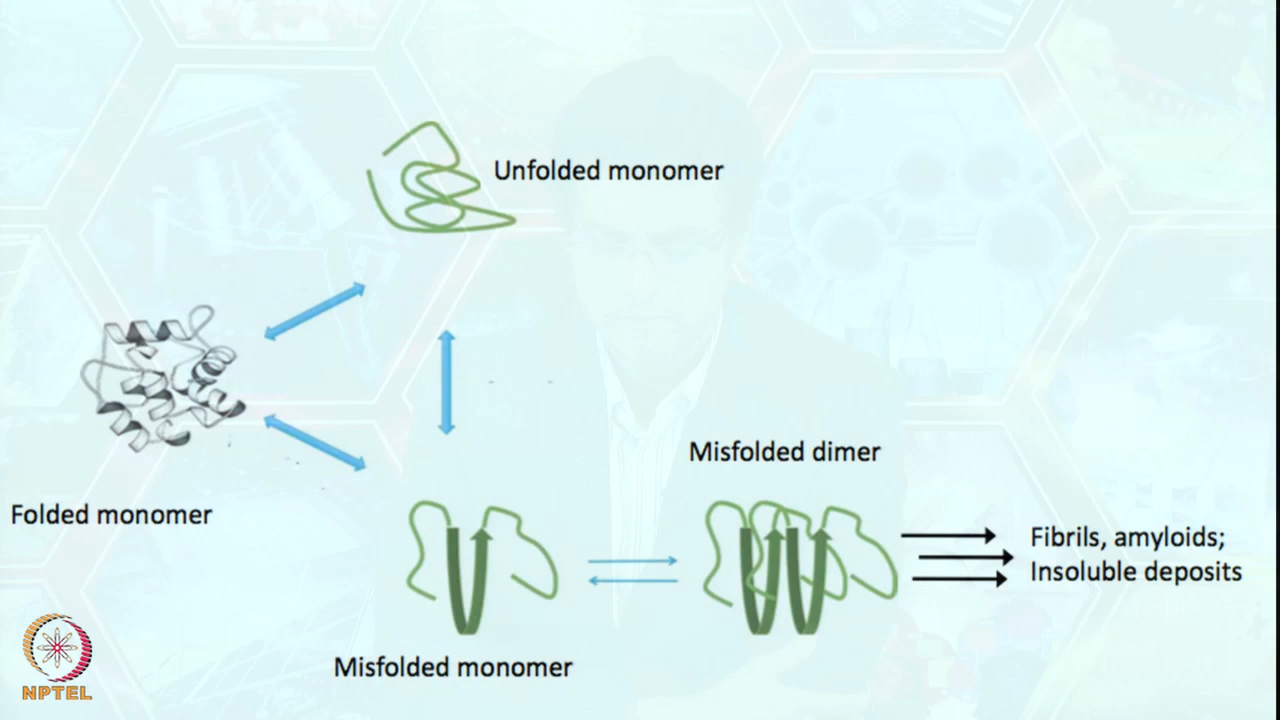 Unfolded monomer
Misfolded dimer
Folded monomer
Fibrils, amyloids;
Insoluble deposits
Misfolded monomer
NPTEL